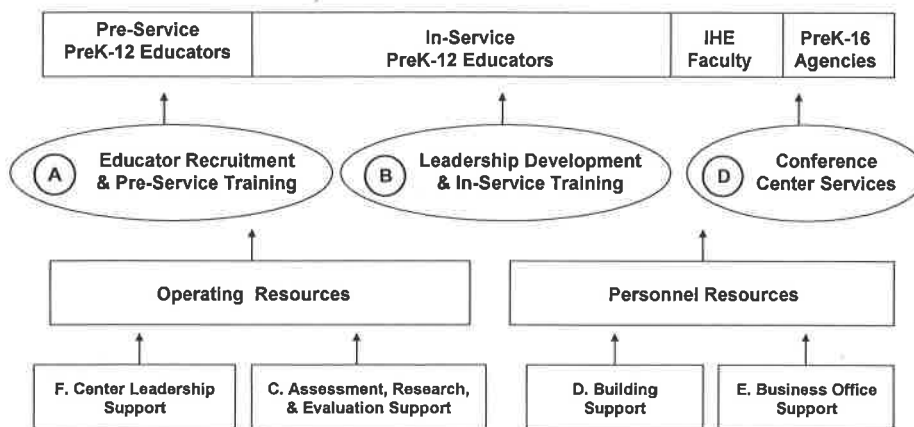 Pre-Service
PreK-12 Educators
In-Service
PreK-12 Educators
IHE
Faculty
PreK-16
Agencies
A
Educator Recruitment
& Pre-Service Training
B
Leadership Development
& In-Service Training
D
Conference
Center Services
Operating Resources
Personnel Resources
F. Center Leadership
Support
C. Assessment, Research,
& Evaluation Support
D. Building
Support
E. Business Office
Support